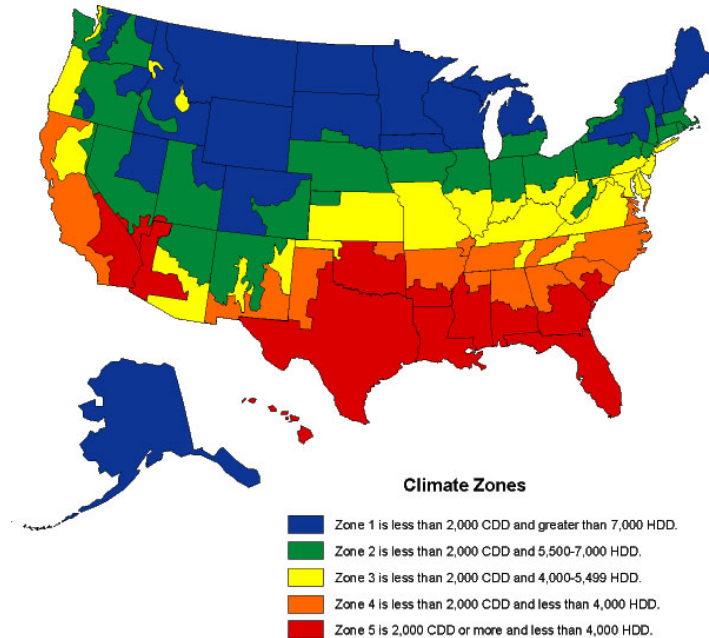 Climate Zones
Zone 1 is less than 2,000 CDD and greater than 7,000 HDD.
Zone 2 is less than 2,000 CDD and 5,500-7,000 HDD.
Zone 3 is less than 2,000 CDD and 4,000-5,499 HDD.
Zone 4 is less than 2,000 CDD and less than 4,000 HDD.
Zone 5 is 2,000 CDD or more and less than 4,000 HDD.